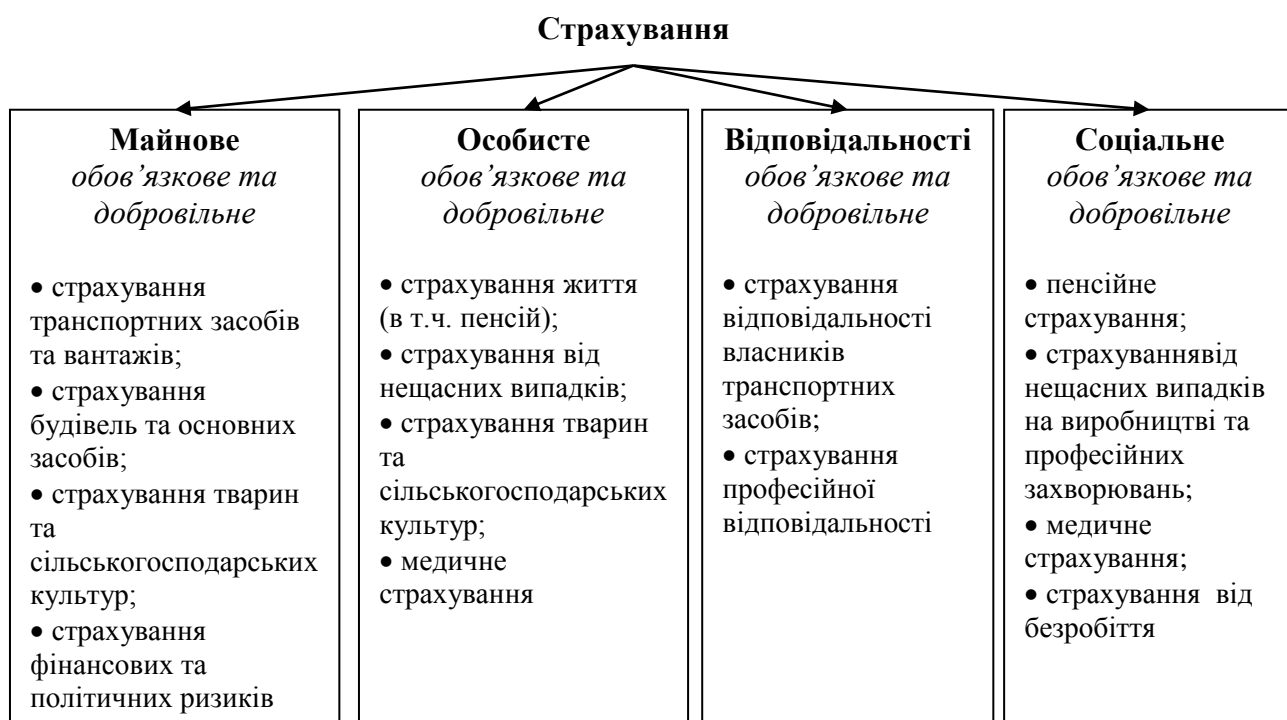 Страхування
Майнове
обов’язкове та
добровільне
• страхування
транспортних засобів
та вантажів;
• страхування
будівель та основних
засобів;
• страхування тварин
та
сільськогосподарських
культур;
• страхування
фінансових та
політичних ризиків
Особисте
обов’язкове та
добровільне
• страхування життя
(в т.ч. пенсій);
• страхування від
нещасних випадків;
• страхування тварин
та
сільськогосподарських
культур;
• медичне
страхування
Відповідальності
обов’язкове та
добровільне
• страхування
відповідальності
власників
транспортних
засобів;
• страхування
професійної
відповідальності
Соціальне
обов’язкове та
добровільне
• пенсійне
страхування;
• страхуваннявід
нещасних випадків
на виробництві та
професійних
захворювань;
• медичне
страхування;
• страхування від
безробіття